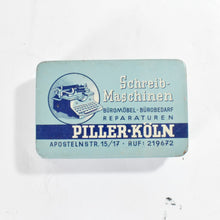 Schreib-
Maschinen
BÜROMÖBEL · BÜROBEDARF
REPARATUREN
PILLER·KÖLN
APOSTELNSTR. 15/17 · RUF: 219672